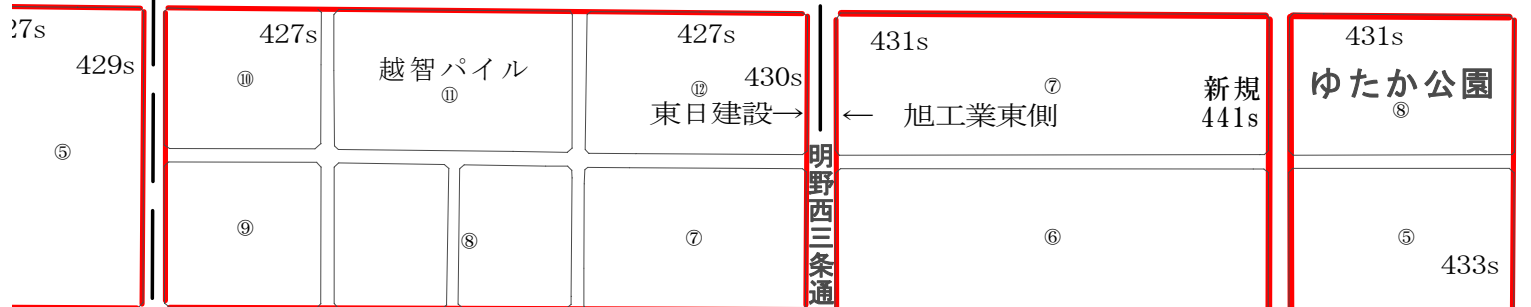 27s
429s
⑤
427s
⑩
越智パイル
⑪
427s
⑫
430s
東日建設→
⑨
⑧
⑦
明野西三条通
431s
⑦
← 旭工業東側
新規
441s
⑥
431s
ゆたか公園
⑧
⑤
433s